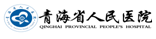 青海省人民医院
QINGHAI PROVINCIAL PEOPLE'S HOSPITAL